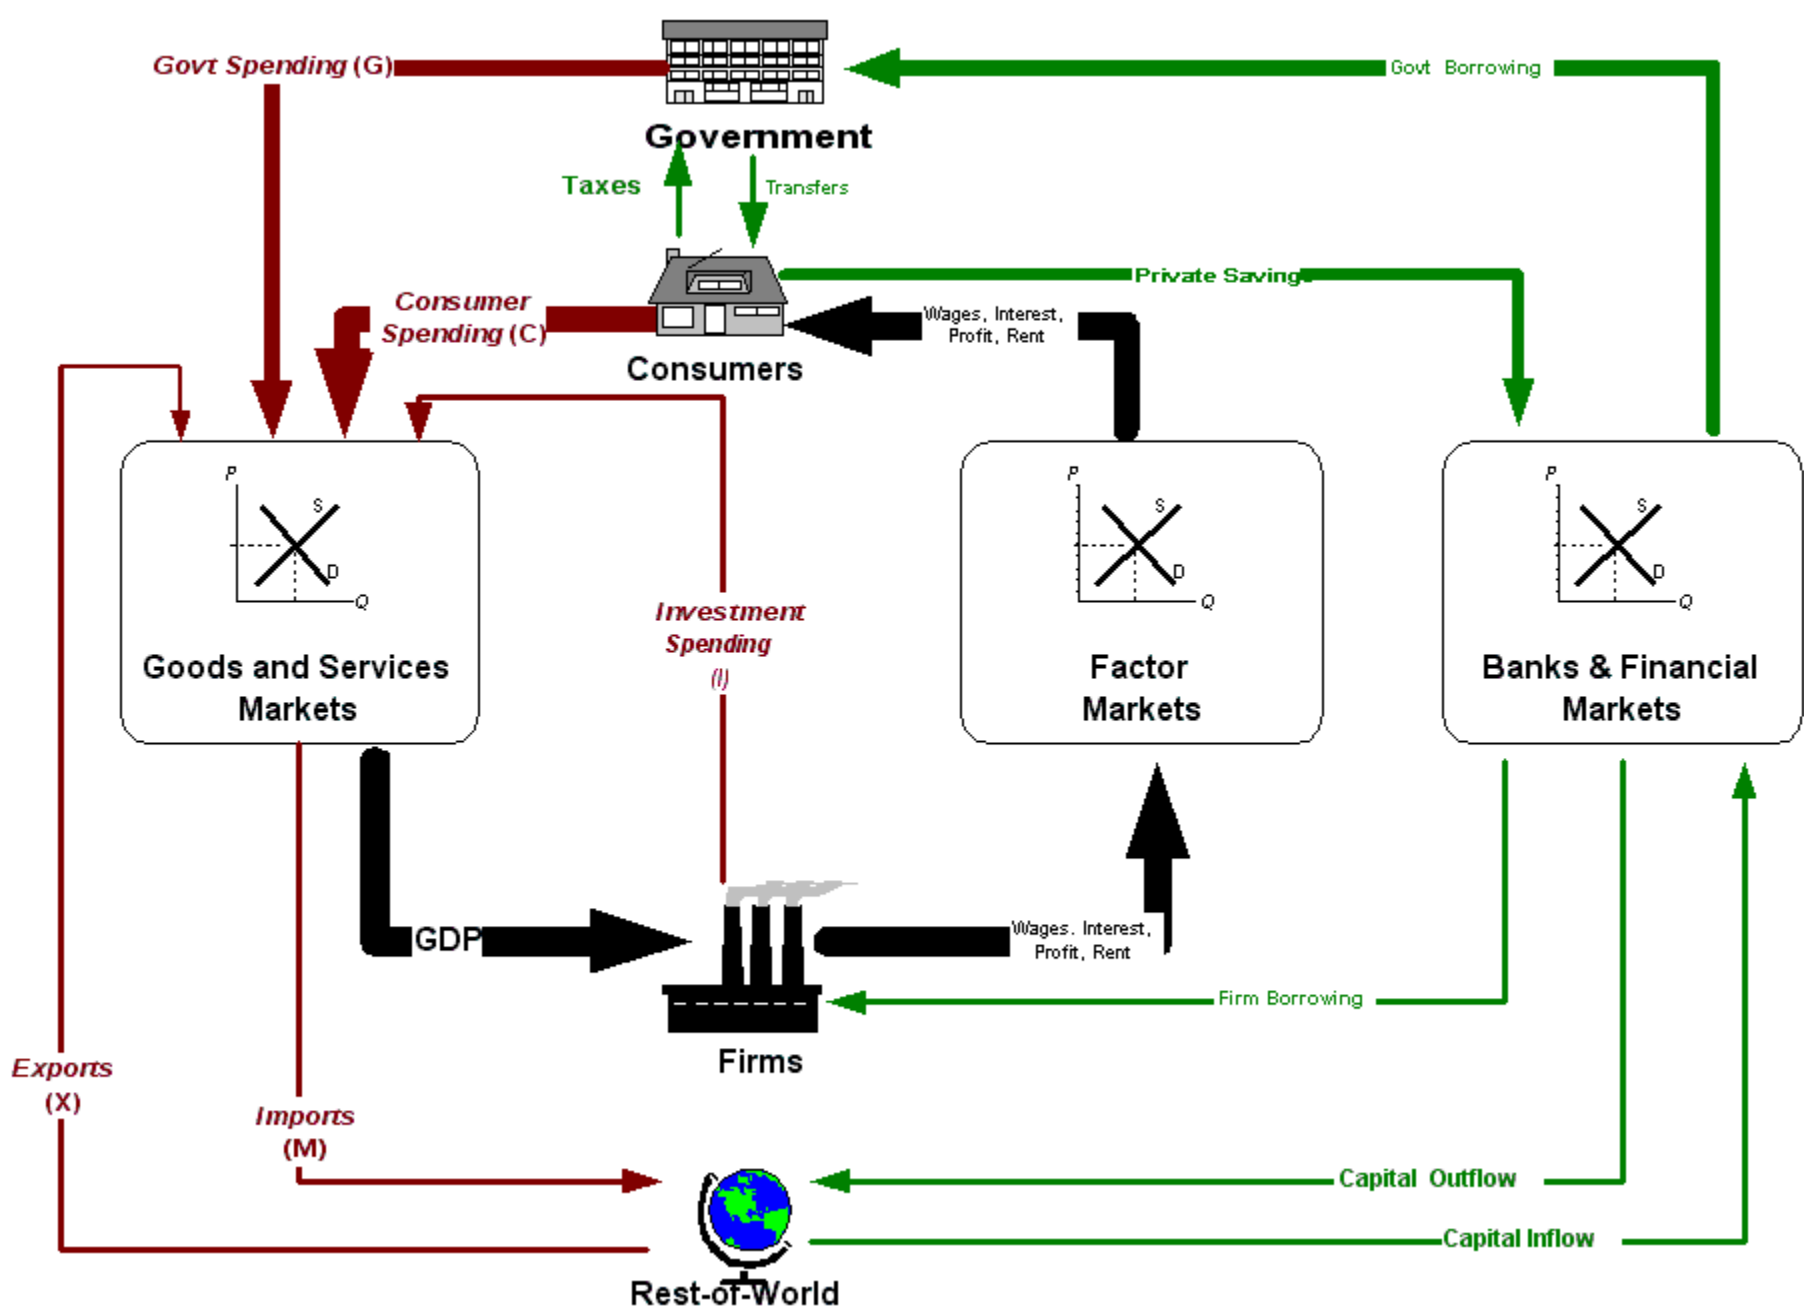 Govt Spending (G)
Govt Borrowing
Government
Taxes
Transfers
Private Savings
Consumer
Spending (C)
Wages, Interest,
Profit, Rent
Consumers
P
S
D
Q
Goods and Services
Markets
Investment
Spending
(I)
P
S
D
Q
Factor
Markets
P
S
D
Q
Banks & Financial
Markets
GDP
Wages. Interest,
Profit, Rent
Firm Borrowing
Firms
Exports
(X)
Imports
(M)
Capital Outflow
Capital Inflow
Rest-of-World